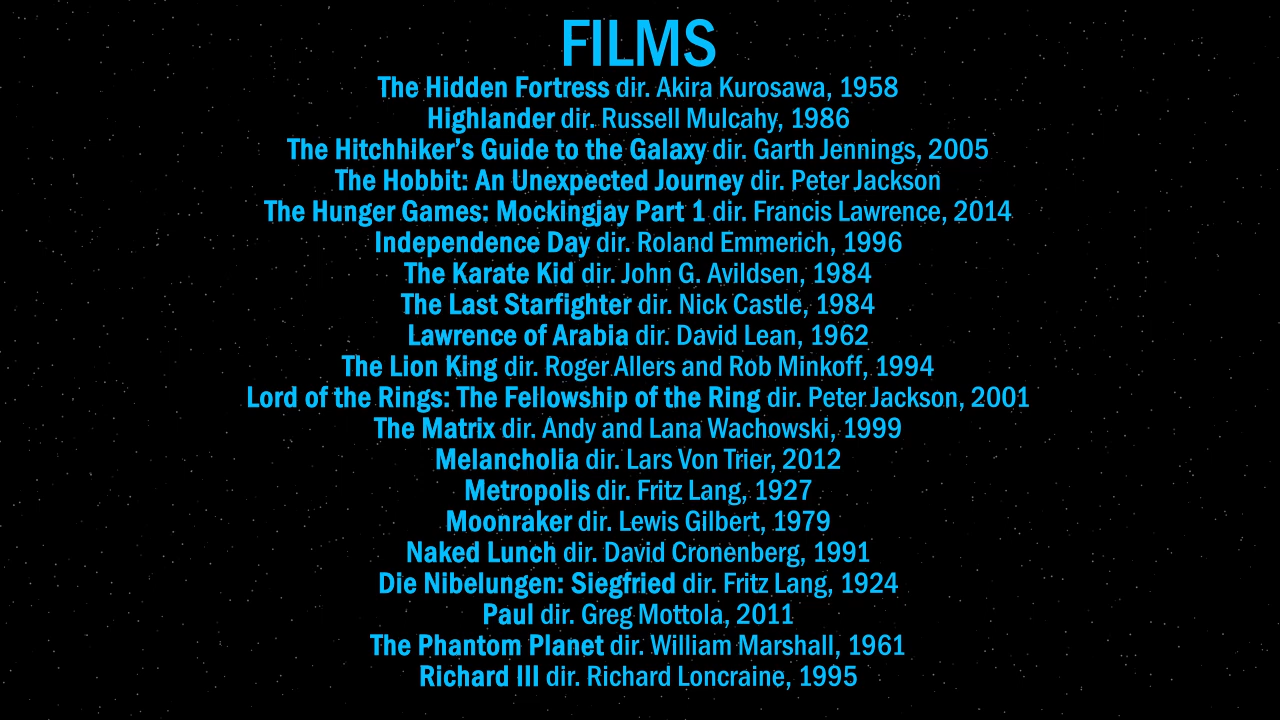 FILMS
The Hidden Fortress dir. Akira Kurosawa, 1958
Highlander dir. Russell Mulcahy, 1986
The Hitchhiker’s Guide to the Galaxy dir. Garth Jennings, 2005
The Hobbit: An Unexpected Journey dir. Peter Jackson
The Hunger Games: Mockingjay Part 1 dir. Francis Lawrence, 2014
Independence Day dir. Roland Emmerich, 1996
The Karate Kid dir. John G. Avildsen, 1984
The Last Starfighter dir. Nick Castle, 1984
Lawrence of Arabia dir. David Lean, 1962
The Lion King dir. Roger Allers and Rob Minkoff, 1994
Lord of the Rings: The Fellowship of the Ring dir. Peter Jackson, 2001
The Matrix dir. Andy and Lana Wachowski, 1999
Melancholia dir. Lars Von Trier, 2012
Metropolis dir. Fritz Lang, 1927
Moonraker dir. Lewis Gilbert, 1979
Naked Lunch dir. David Cronenberg, 1991
Die Nibelungen: Siegfried dir. Fritz Lang, 1924
Paul dir. Greg Mottola, 2011
The Phantom Planet dir. William Marshall, 1961
Richard III dir. Richard Loncraine, 1995